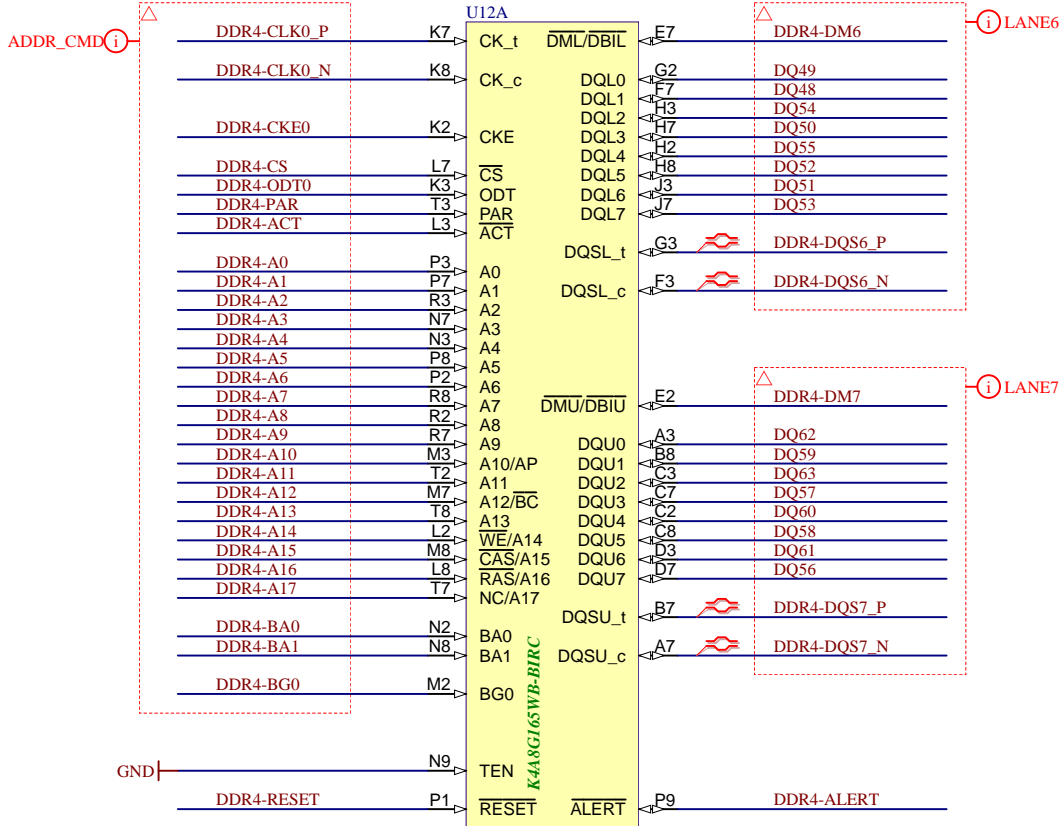 U12A
ADDR_CMD i
i LANE6
DDR4-CLK0_P K7 CK_t DML/DBIL E7 DDR4-DM6
DDR4-CLK0_N K8 CK_c DQL0 G2 DQ49
DQL1 F7 DQ48
DQL2 H3 DQ54
DDR4-CKE0 K2 CKE DQL3 H7 DQ50
DQL4 H2 DQ55
DDR4-CS L7 CS DQL5 H8 DQ52
DDR4-ODT0 K3 ODT DQL6 J3 DQ51
DDR4-PAR T3 PAR DQL7 J7 DQ53
DDR4-ACT L3 ACT
DQSL_t G3 DDR4-DQS6_P
DDR4-A0 P3 A0
DDR4-A1 P7 A1 DQSL_c F3 DDR4-DQS6_N
DDR4-A2 R3 A2
DDR4-A3 N7 A3
DDR4-A4 N3 A4
DDR4-A5 P8 A5
DDR4-A6 P2 A6
i LANE7
DDR4-A7 R8 A7 DMU/DBIU E2 DDR4-DM7
DDR4-A8 R2 A8
DDR4-A9 R7 A9 DQU0 A3 DQ62
DDR4-A10 M3 A10/AP DQU1 B8 DQ59
DDR4-A11 T2 A11 DQU2 C3 DQ63
DDR4-A12 M7 A12/BC DQU3 C7 DQ57
DDR4-A13 T8 A13 DQU4 C2 DQ60
DDR4-A14 L2 WE/A14 DQU5 C8 DQ58
DDR4-A15 M8 CAS/A15 DQU6 D3 DQ61
DDR4-A16 L8 RAS/A16 DQU7 D7 DQ56
DDR4-A17 T7 NC/A17
DQSU_t B7 DDR4-DQS7_P
DDR4-BA0 N2 BA0
DDR4-BA1 N8 BA1 DQSU_c A7 DDR4-DQS7_N
DDR4-BG0 M2 BG0
K4A8G165WB-BIRC
GND N9 TEN
DDR4-RESET P1 RESET ALERT P9 DDR4-ALERT